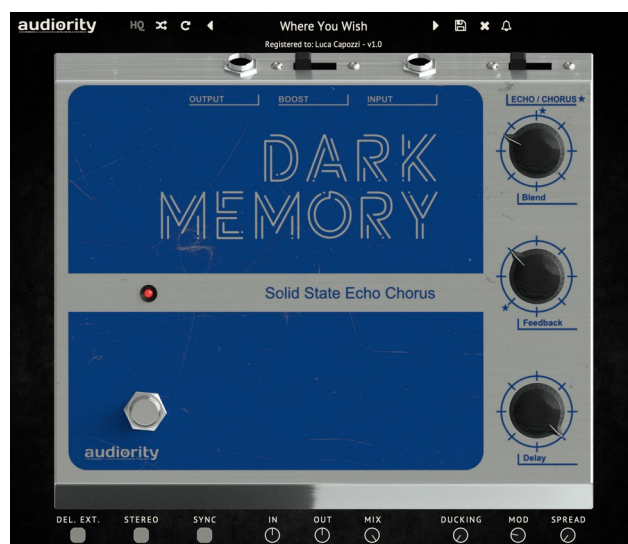 audiority
HQ
Where You Wish
Registered to: Luca Capozzi - v1.0
OUTPUT
BOOST
INPUT
ECHO / CHORUS★
DARK
MEMORY
Blend
Solid State Echo Chorus
Feedback
audiority
Delay
DEL. EXT.
STEREO
SYNC
IN
OUT
MIX
DUCKING
MOD
SPREAD